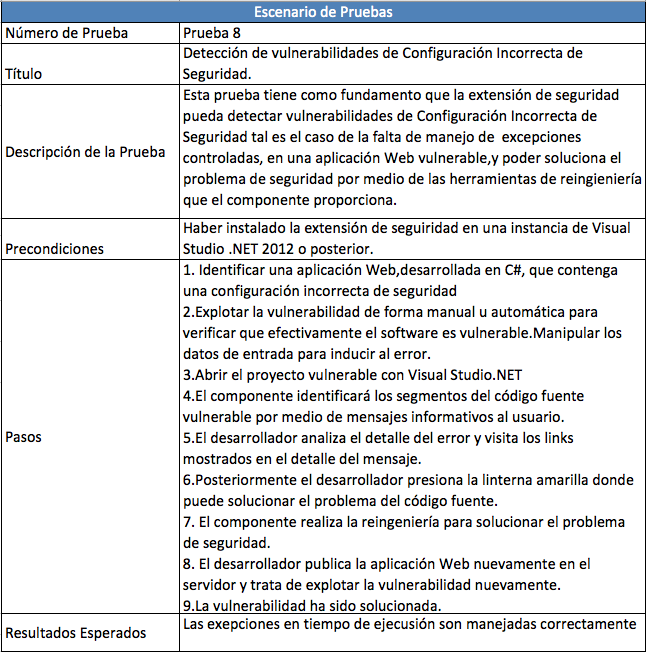 Escenario de Pruebas
Número de Prueba
Prueba 8
Título
Detección de vulnerabilidades de Configuración Incorrecta de
Seguridad.
Descripción de la Prueba
Esta prueba tiene como fundamento que la extensión de seguridad
pueda detectar vulnerabilidades de Configuración Incorrecta de
Seguridad tal es el caso de la falta de manejo de excepciones
controladas, en una aplicación Web vulnerable,y poder soluciona el
problema de seguridad por medio de las herramientas de reingieniería
que el componente proporciona.
Precondiciones
Haber instalado la extensión de seguiridad en una instancia de Visual
Studio .NET 2012 o posterior.
Pasos
1. Identificar una aplicación Web,desarrollada en C#, que contenga
una configuración incorrecta de seguridad
2.Explotar la vulnerabilidad de forma manual u automática para
verificar que efectivamente el software es vulnerable.Manipular los
datos de entrada para inducir al error.
3.Abrir el proyecto vulnerable con Visual Studio.NET
4.El componente identificará los segmentos del código fuente
vulnerable por medio de mensajes informativos al usuario.
5.El desarrollador analiza el detalle del error y visita los links
mostrados en el detalle del mensaje.
6.Posteriormente el desarrollador presiona la linterna amarilla donde
puede solucionar el problema del código fuente.
7. El componente realiza la reingeniería para solucionar el problema
de seguridad.
8. El desarrollador publica la aplicación Web nuevamente en el
servidor y trata de explotar la vulnerabilidad nuevamente.
9.La vulnerabilidad ha sido solucionada.
Resultados Esperados
Las exepciones en tiempo de ejecución son manejadas correctamente